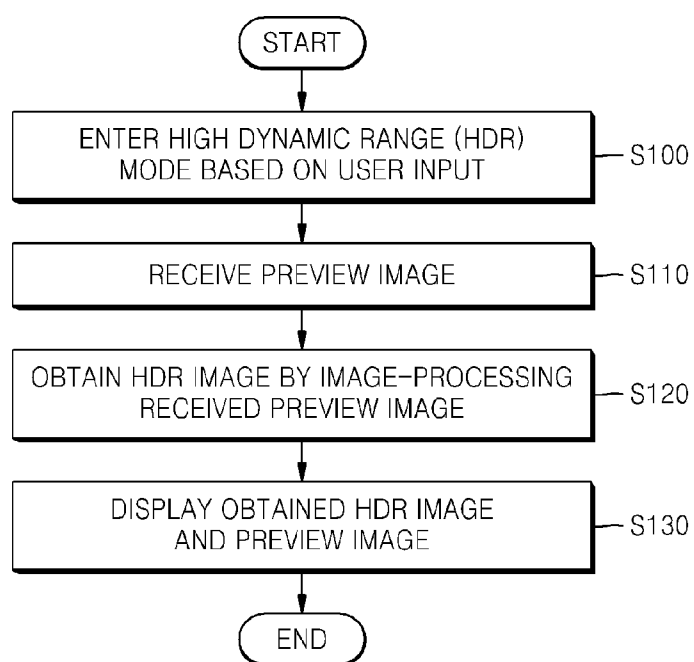 START
ENTER HIGH DYNAMIC RANGE (HDR)
MODE BASED ON USER INPUT
S100
RECEIVE PREVIEW IMAGE
S110
OBTAIN HDR IMAGE BY IMAGE-PROCESSING
RECEIVED PREVIEW IMAGE
S120
DISPLAY OBTAINED HDR IMAGE
AND PREVIEW IMAGE
S130
END